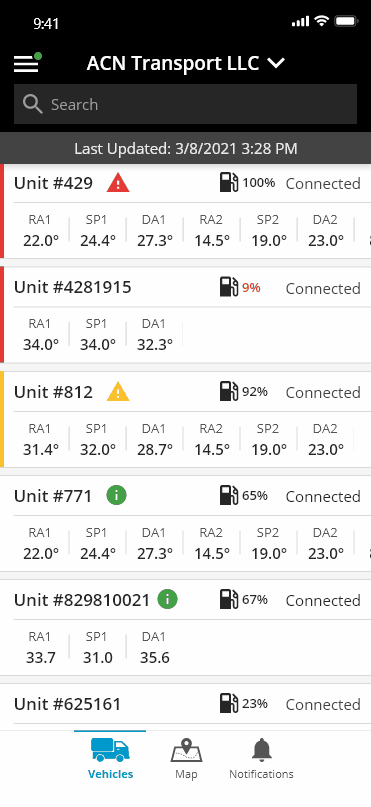 9:41
ACN Transport LLC
Search
Last Updated: 3/8/2021 3:28 PM
Unit #429 100% Connected
RA1 SP1 DA1 RA2 SP2 DA2
22.0° 24.4° 27.3° 14.5° 19.0° 23.0°
Unit #4281915 9% Connected
RA1 SP1 DA1
34.0° 34.0° 32.3°
Unit #812 92% Connected
RA1 SP1 DA1 RA2 SP2 DA2
31.4° 32.0° 28.7° 14.5° 19.0° 23.0°
Unit #771 65% Connected
RA1 SP1 DA1 RA2 SP2 DA2
22.0° 24.4° 27.3° 14.5° 19.0° 23.0°
Unit #829810021 67% Connected
RA1 SP1 DA1
33.7 31.0 35.6
Unit #625161 23% Connected
Vehicles Map Notifications